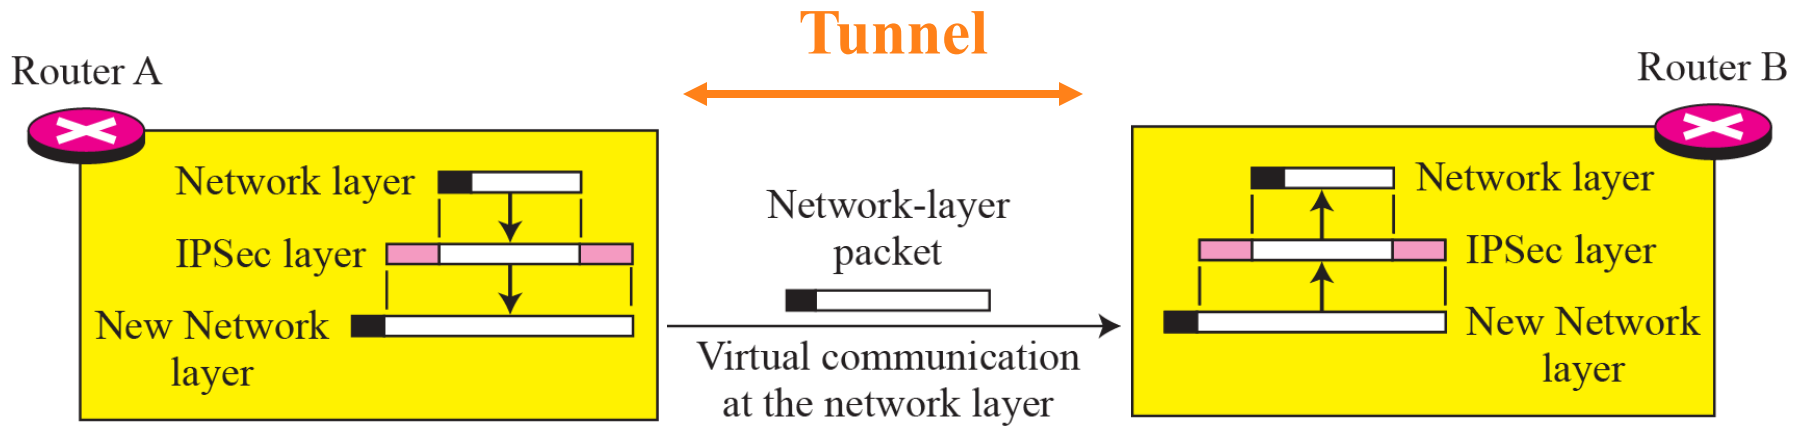 Tunnel
Router A
Router B
Network layer
IPSec layer
New Network
layer
Network-layer
packet
Virtual communication
at the network layer
Network layer
IPSec layer
New Network
layer